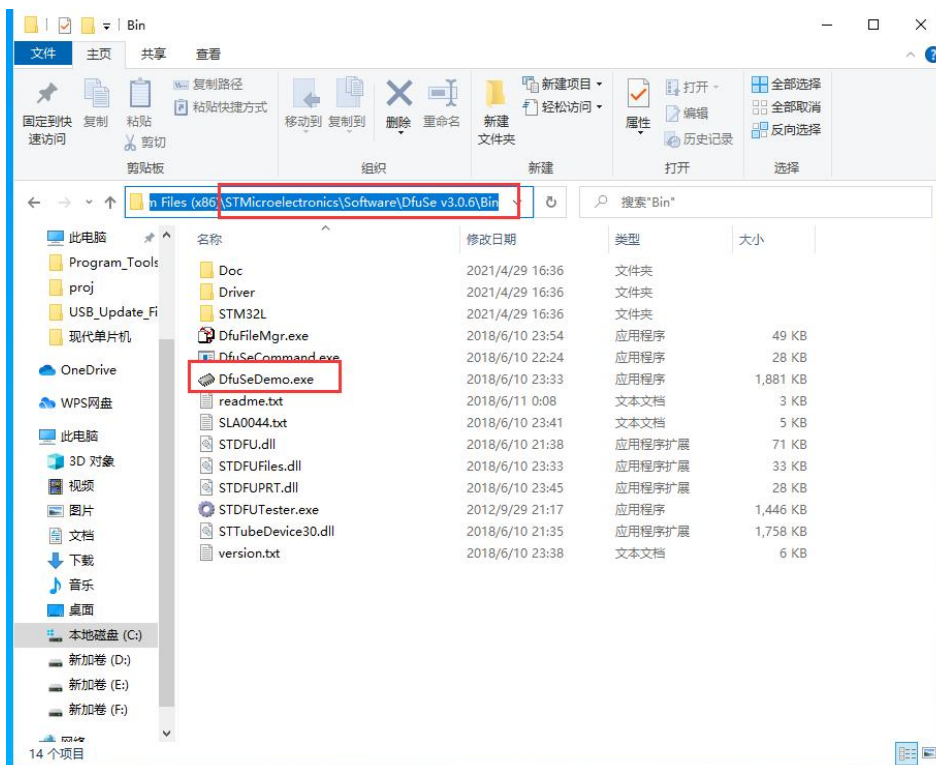 Bin
文件 主页 共享 查看
固定到快速访问 复制 粘贴 复制路径 粘贴快捷方式 剪切
移动到 复制到 删除 重命名
新建文件夹 新建项目 轻松访问
属性 打开 编辑 历史记录
全部选择 全部取消 反向选择
剪贴板 组织 新建 打开 选择
m Files (x86)\STMicroelectronics\Software\DfuSe v3.0.6\Bin
搜索"Bin"
此电脑
Program_Tools
proj
USB_Update_Fi
现代单片机
OneDrive
WPS网盘
此电脑
3D 对象
视频
图片
文档
下载
音乐
桌面
本地磁盘 (C:)
新加卷 (D:)
新加卷 (E:)
新加卷 (F:)
网络
名称 修改日期 类型 大小
Doc 2021/4/29 16:36 文件夹
Driver 2021/4/29 16:36 文件夹
STM32L 2021/4/29 16:36 文件夹
DfuFileMgr.exe 2018/6/10 23:54 应用程序 49 KB
DfuSeCommand.exe 2018/6/10 22:24 应用程序 28 KB
DfuSeDemo.exe 2018/6/10 23:33 应用程序 1,881 KB
readme.txt 2018/6/11 0:08 文本文档 3 KB
SLA0044.txt 2018/6/10 23:41 文本文档 5 KB
STDFU.dll 2018/6/10 21:38 应用程序扩展 71 KB
STDFUFiles.dll 2018/6/10 23:33 应用程序扩展 33 KB
STDFUPRT.dll 2018/6/10 23:45 应用程序扩展 28 KB
STDFUTester.exe 2012/9/29 21:17 应用程序 1,446 KB
STTubeDevice30.dll 2018/6/10 21:35 应用程序扩展 1,758 KB
version.txt 2018/6/10 23:38 文本文档 6 KB
14 个项目